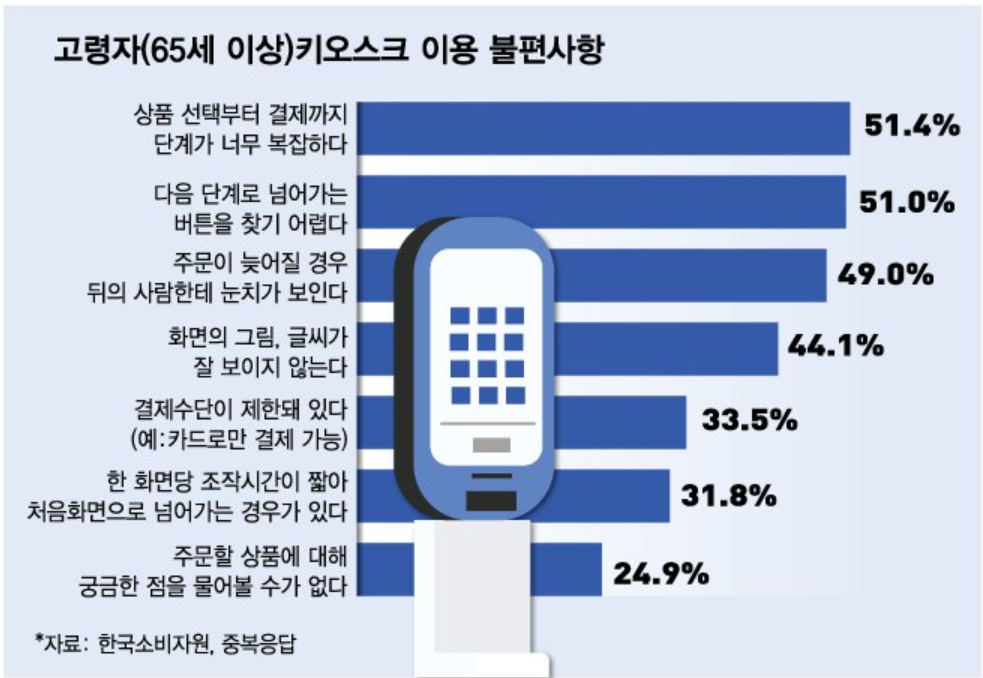 고령자(65세 이상)키오스크 이용 불편사항
상품 선택부터 결제까지
단계가 너무 복잡하다
51.4%
다음 단계로 넘어가는
버튼을 찾기 어렵다
51.0%
주문이 늦어질 경우
뒤의 사람한테 눈치가 보인다
49.0%
화면의 그림, 글씨가
잘 보이지 않는다
44.1%
결제수단이 제한돼 있다
(예:카드로만 결제 가능)
33.5%
한 화면당 조작시간이 짧아
처음화면으로 넘어가는 경우가 있다
31.8%
주문할 상품에 대해
궁금한 점을 물어볼 수가 없다
24.9%
*자료: 한국소비자원, 중복응답